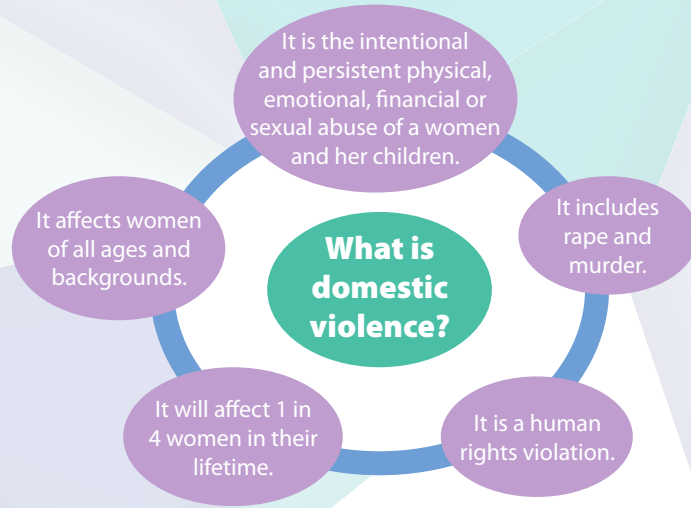 What is
domestic
violence?
It is the intentional
and persistent physical,
emotional, financial or
sexual abuse of a women
and her children.
It includes
rape and
murder.
It is a human
rights violation.
It will affect 1 in
4 women in their
lifetime.
It affects women
of all ages and
backgrounds.